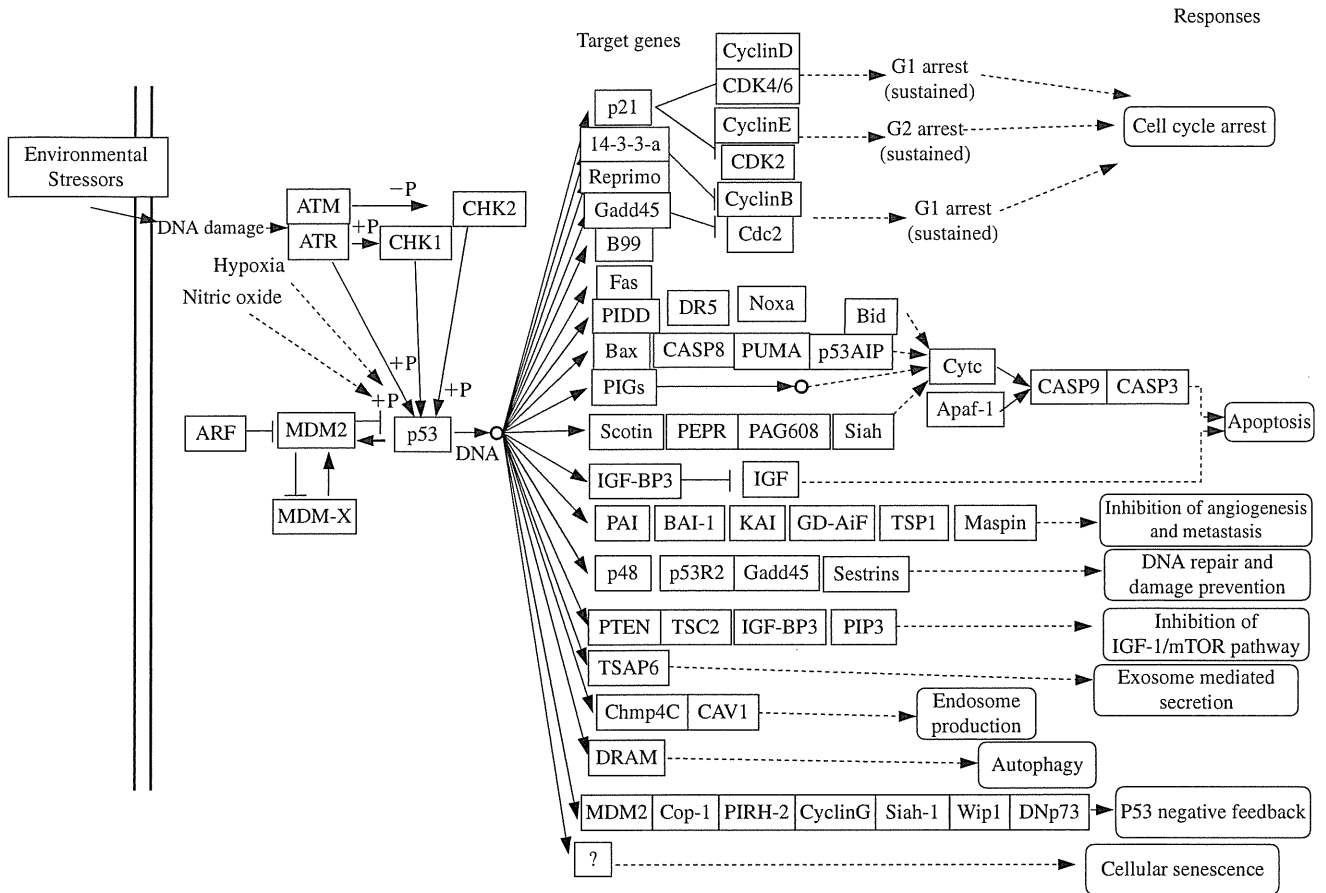 Responses
Target genes
CyclinD
CDK4/6
G1 arrest
(sustained)
p21
CyclinE
CDK2
G2 arrest
(sustained)
Cell cycle arrest
14-3-3-a
Reprimo
CyclinB
Cdc2
G1 arrest
(sustained)
Gadd45
B99
Environmental
Stressors
DNA damage
ATM
ATR
−P
+P
CHK1
CHK2
Hypoxia
Nitric oxide
+P
+P
+P
ARF
MDM2
p53
DNA
MDM-X
Fas
PIDD
DR5
Noxa
Bid
Bax
CASP8
PUMA
p53AIP
Cytc
PIGs
Apaf-1
CASP9
CASP3
Apoptosis
Scotin
PEPR
PAG608
Siah
IGF-BP3
IGF
PAI
BAI-1
KAI
GD-AiF
TSP1
Maspin
Inhibition of angiogenesis
and metastasis
p48
p53R2
Gadd45
Sestrins
DNA repair and
damage prevention
PTEN
TSC2
IGF-BP3
PIP3
Inhibition of
IGF-1/mTOR pathway
TSAP6
Exosome mediated
secretion
Chmp4C
CAV1
Endosome
production
DRAM
Autophagy
MDM2
Cop-1
PIRH-2
CyclinG
Siah-1
Wip1
DNp73
P53 negative feedback
?
Cellular senescence